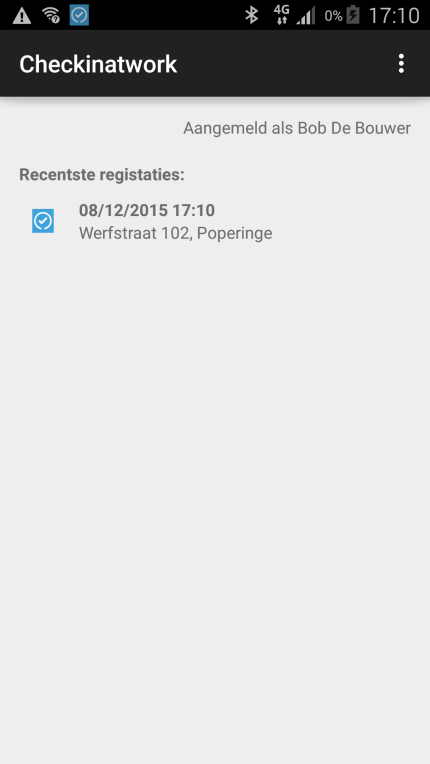 4G 0% 17:10
Checkinatwork
Aangemeld als Bob De Bouwer
Recentste registaties:
08/12/2015 17:10
Werfstraat 102, Poperinge